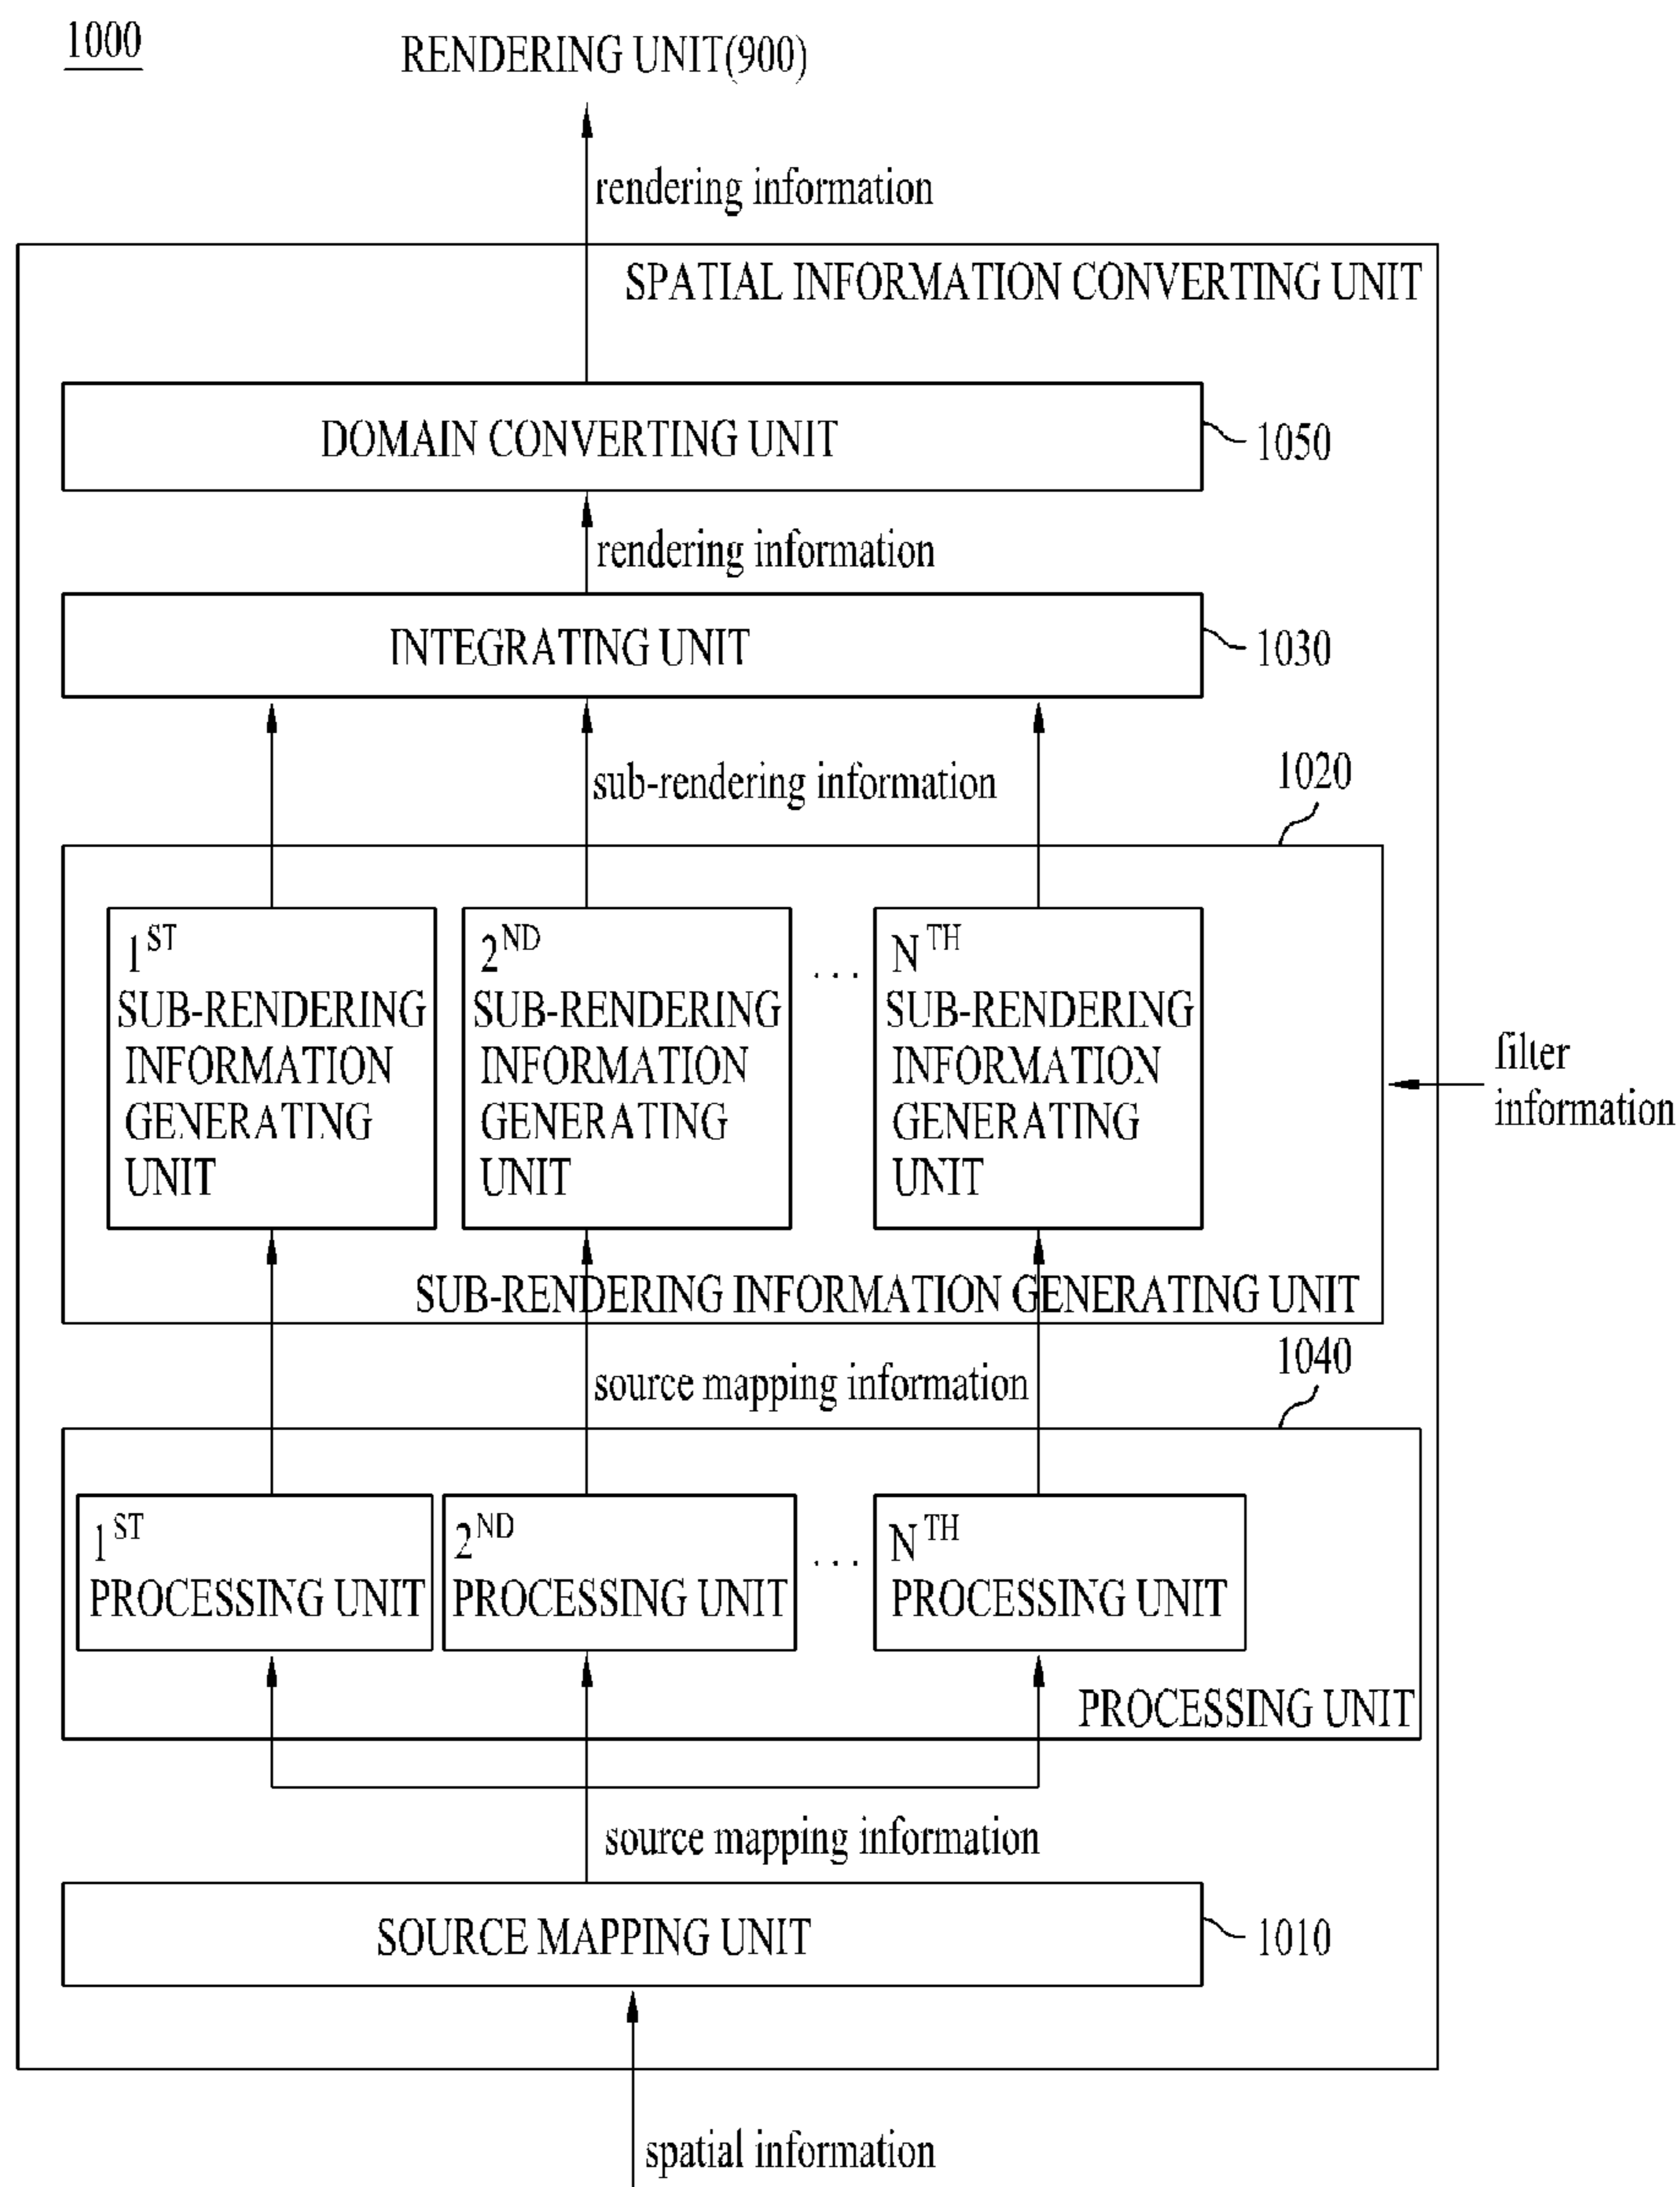 1000
RENDERING UNIT(900)
rendering information
SPATIAL INFORMATION CONVERTING UNIT
DOMAIN CONVERTING UNIT
1050
rendering information
INTEGRATING UNIT
1030
sub-rendering information
1020
1ST
SUB-RENDERING
INFORMATION
GENERATING
UNIT
2ND
SUB-RENDERING
INFORMATION
GENERATING
UNIT
. . .
NTH
SUB-RENDERING
INFORMATION
GENERATING
UNIT
filter
information
SUB-RENDERING INFORMATION GENERATING UNIT
source mapping information
1040
1ST
PROCESSING UNIT
2ND
PROCESSING UNIT
. . .
NTH
PROCESSING UNIT
PROCESSING UNIT
source mapping information
SOURCE MAPPING UNIT
1010
spatial information